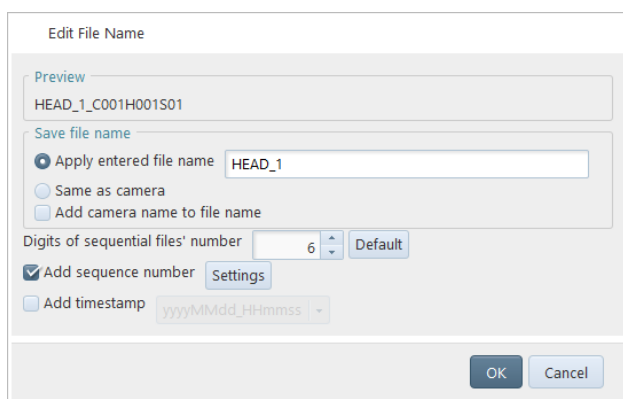 Edit File Name
Preview
HEAD_1_C001H001S01
Save file name
Apply entered file name HEAD_1
Same as camera
Add camera name to file name
Digits of sequential files' number 6 Default
Add sequence number Settings
Add timestamp yyyyMMdd_HHmmss
OK Cancel